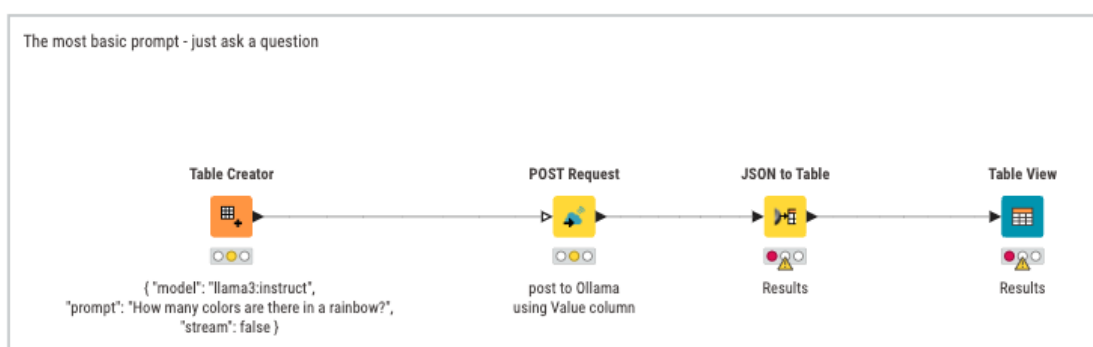 The most basic prompt - just ask a question
Table Creator
POST Request
JSON to Table
Table View
{ "model": "llama3:instruct",
"prompt": "How many colors are there in a rainbow?",
"stream": false }
post to Ollama
using Value column
Results
Results